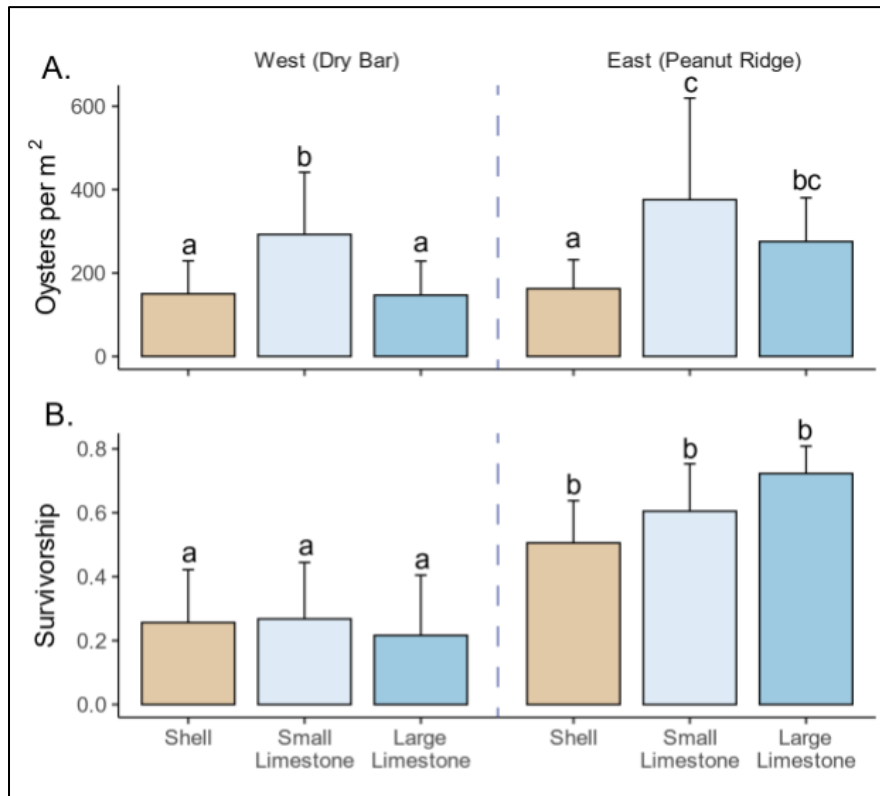 A.
West (Dry Bar)
East (Peanut Ridge)
Oysters per m²
600
400
200
0
a
b
a
a
c
bc
B.
Survivorship
0.8
0.6
0.4
0.2
0.0
a
a
a
b
b
b
Shell
Small
Limestone
Large
Limestone
Shell
Small
Limestone
Large
Limestone